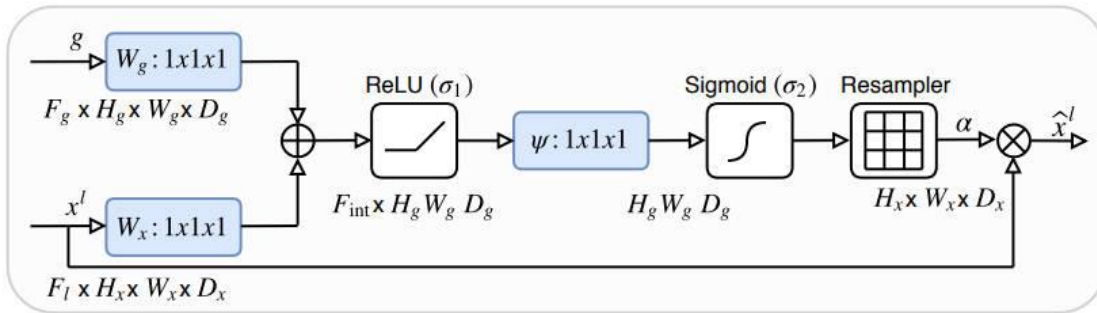 g
W_g : 1x1x1
F_g x H_g x W_g x D_g
x^l
W_x : 1x1x1
F_l x H_x x W_x x D_x
ReLU (σ_1)
F_int x H_g W_g D_g
ψ : 1x1x1
H_g W_g D_g
Sigmoid (σ_2)
Resampler
α
H_x x W_x x D_x
x̂^l